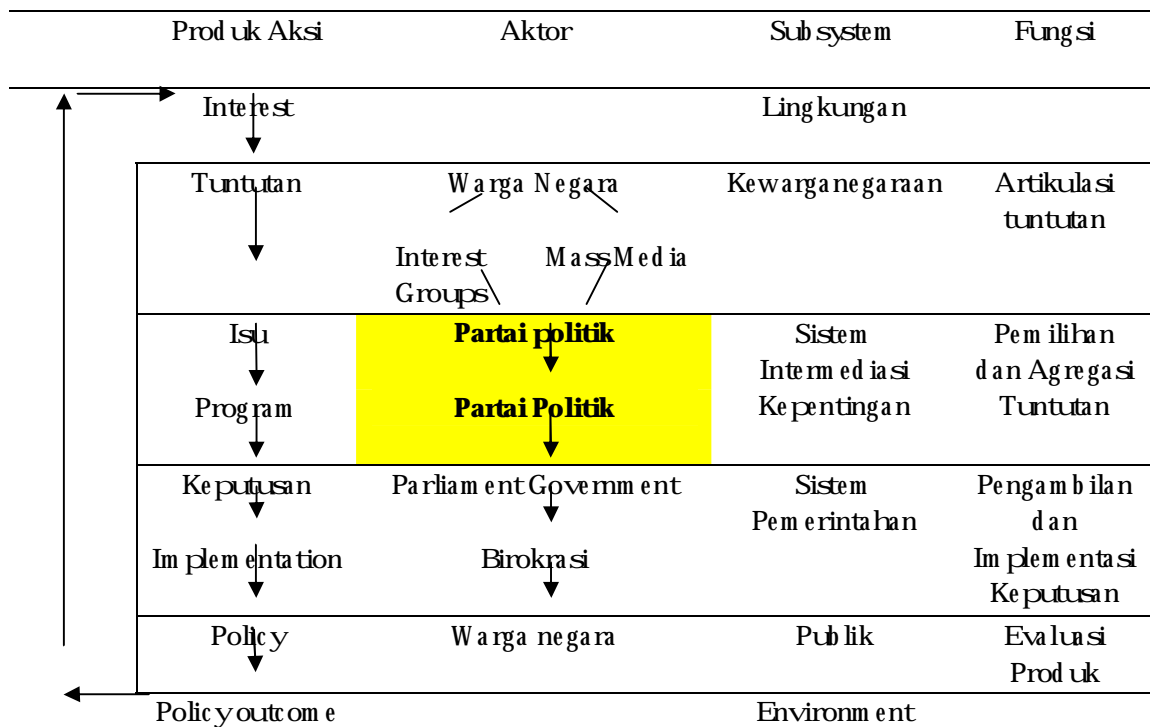 Produk Aksi Aktor Subsystem Fungsi
Interest Lingkungan
Tuntutan Warga Negara Kewarganegaraan Artikulasi
tuntutan
Interest Mass Media
Groups
Isu Partai politik Sistem Pemilihan
Intermediasi dan Agregasi
Program Partai Politik Kepentingan Tuntutan
Keputusan Parliament Government Sistem Pengambilan
Pemerintahan dan
Implementation Birokrasi Implementasi
Keputusan
Policy Warga negara Publik Evaluasi
Produk
Policy outcome Environment